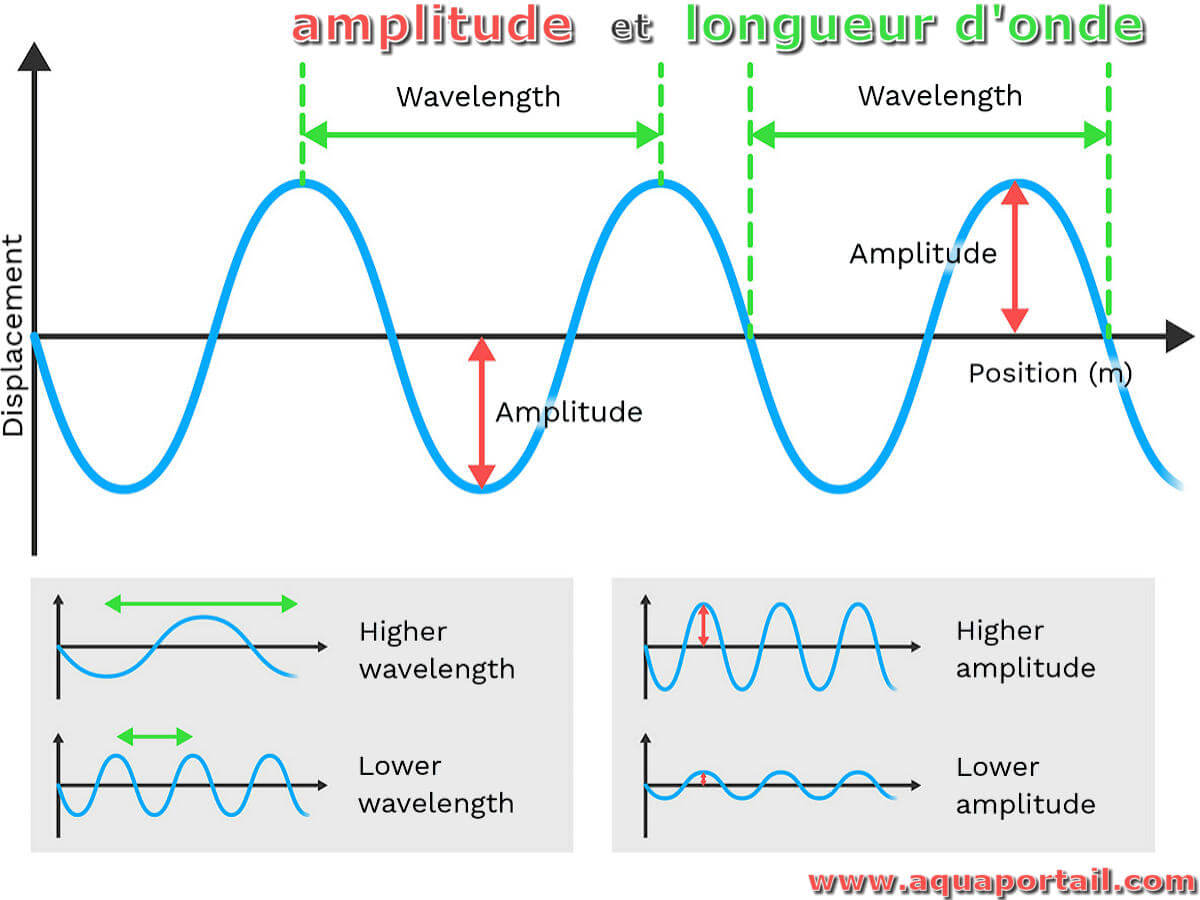 amplitude et longueur d'onde
Wavelength
Wavelength
Amplitude
Displacement
Position (m)
Amplitude
Higher
wavelength
Higher
amplitude
Lower
wavelength
Lower
amplitude
www.aquaportail.com